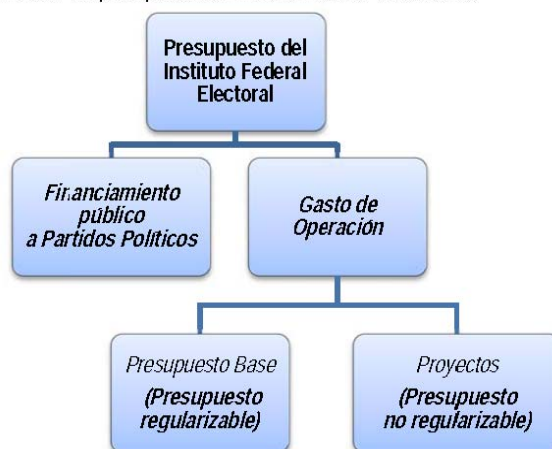 Presupuesto del
Instituto Federal
Electoral
Financiamiento
público
a Partidos Políticos
Gasto de
Operación
Presupuesto Base
(Presupuesto
regularizable)
Proyectos
(Presupuesto
no regularizable)